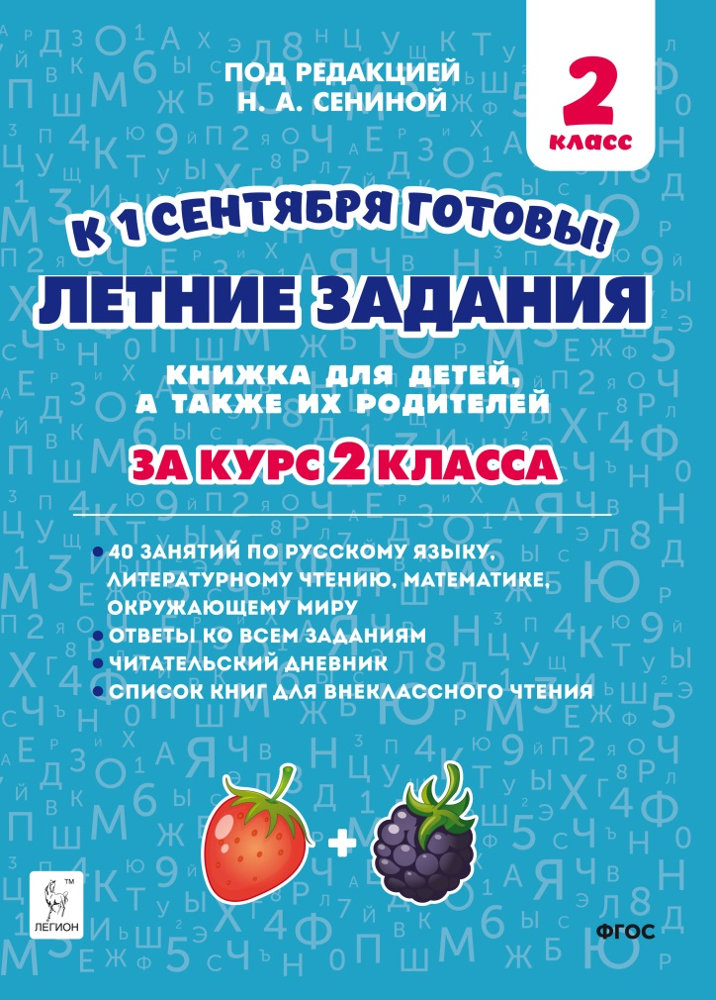 ПОД РЕДАКЦИЕЙ
Н. А. СЕНИНОЙ
2
класс
К 1 СЕНТЯБРЯ ГОТОВЫ!
ЛЕТНИЕ ЗАДАНИЯ
КНИЖКА ДЛЯ ДЕТЕЙ,
А ТАКЖЕ ИХ РОДИТЕЛЕЙ
ЗА КУРС 2 КЛАССА
• 40 ЗАНЯТИЙ ПО РУССКОМУ ЯЗЫКУ,
ЛИТЕРАТУРНОМУ ЧТЕНИЮ, МАТЕМАТИКЕ,
ОКРУЖАЮЩЕМУ МИРУ
• ОТВЕТЫ КО ВСЕМ ЗАДАНИЯМ
• ЧИТАТЕЛЬСКИЙ ДНЕВНИК
• СПИСОК КНИГ ДЛЯ ВНЕКЛАССНОГО ЧТЕНИЯ
+
TM
ЛЕГИОН
ФГОС